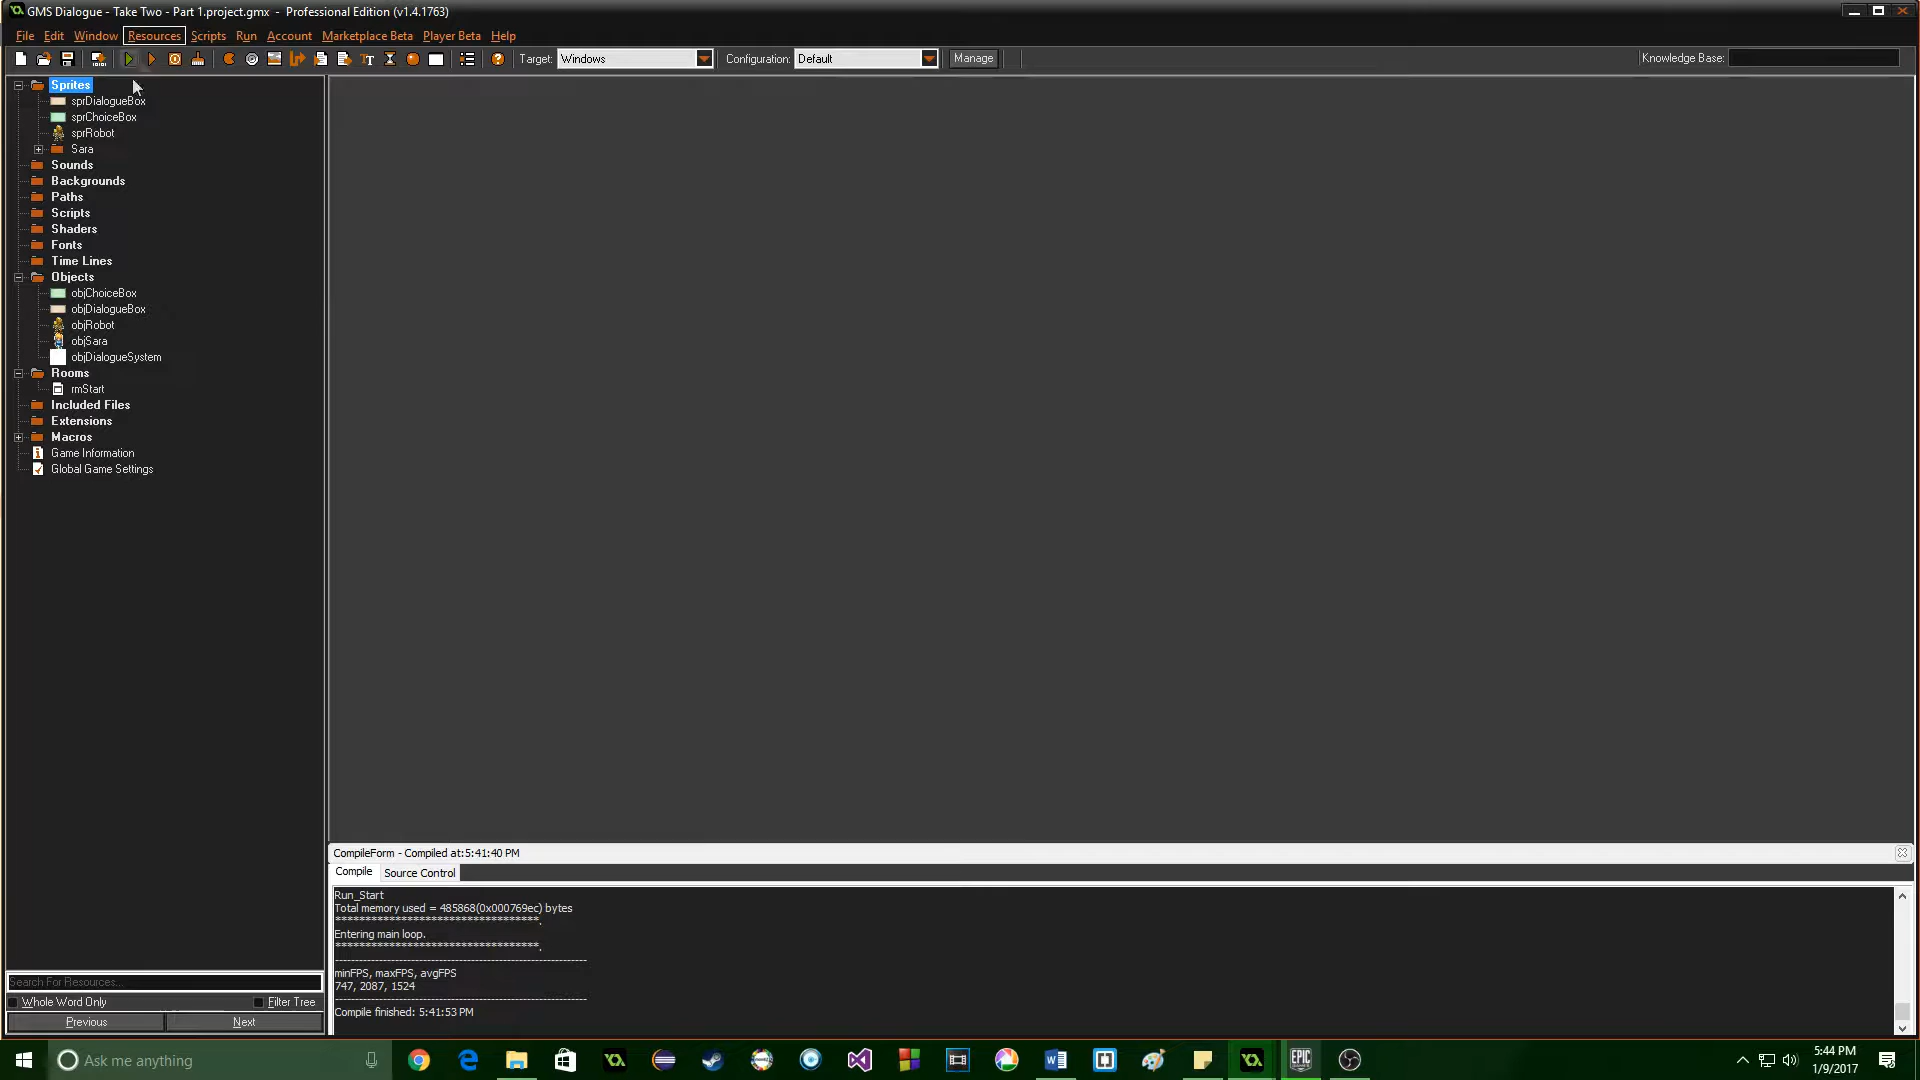 GMS Dialogue - Take Two - Part 1.project.gmx - Professional Edition (v1.4.1763)
File Edit Window Resources Scripts Run Account Marketplace Beta Player Beta Help
Target: Windows Configuration: Default Manage Knowledge Base:
Sprites
sprDialogueBox
sprChoiceBox
sprRobot
Sara
Sounds
Backgrounds
Paths
Scripts
Shaders
Fonts
Time Lines
Objects
objChoiceBox
objDialogueBox
objRobot
objSara
objDialogueSystem
Rooms
rmStart
Included Files
Extensions
Macros
Game Information
Global Game Settings
Search For Resources...
Whole Word Only Filter Tree
Previous Next
CompileForm - Compiled at:5:41:40 PM
Compile Source Control
Run_Start
Total memory used = 485868(0x000769ec) bytes
***********************************.
Entering main loop.
***********************************.
minFPS, maxFPS, avgFPS
747, 2087, 1524
Compile finished: 5:41:53 PM
Ask me anything
EPIC GAMES
5:44 PM
1/9/2017